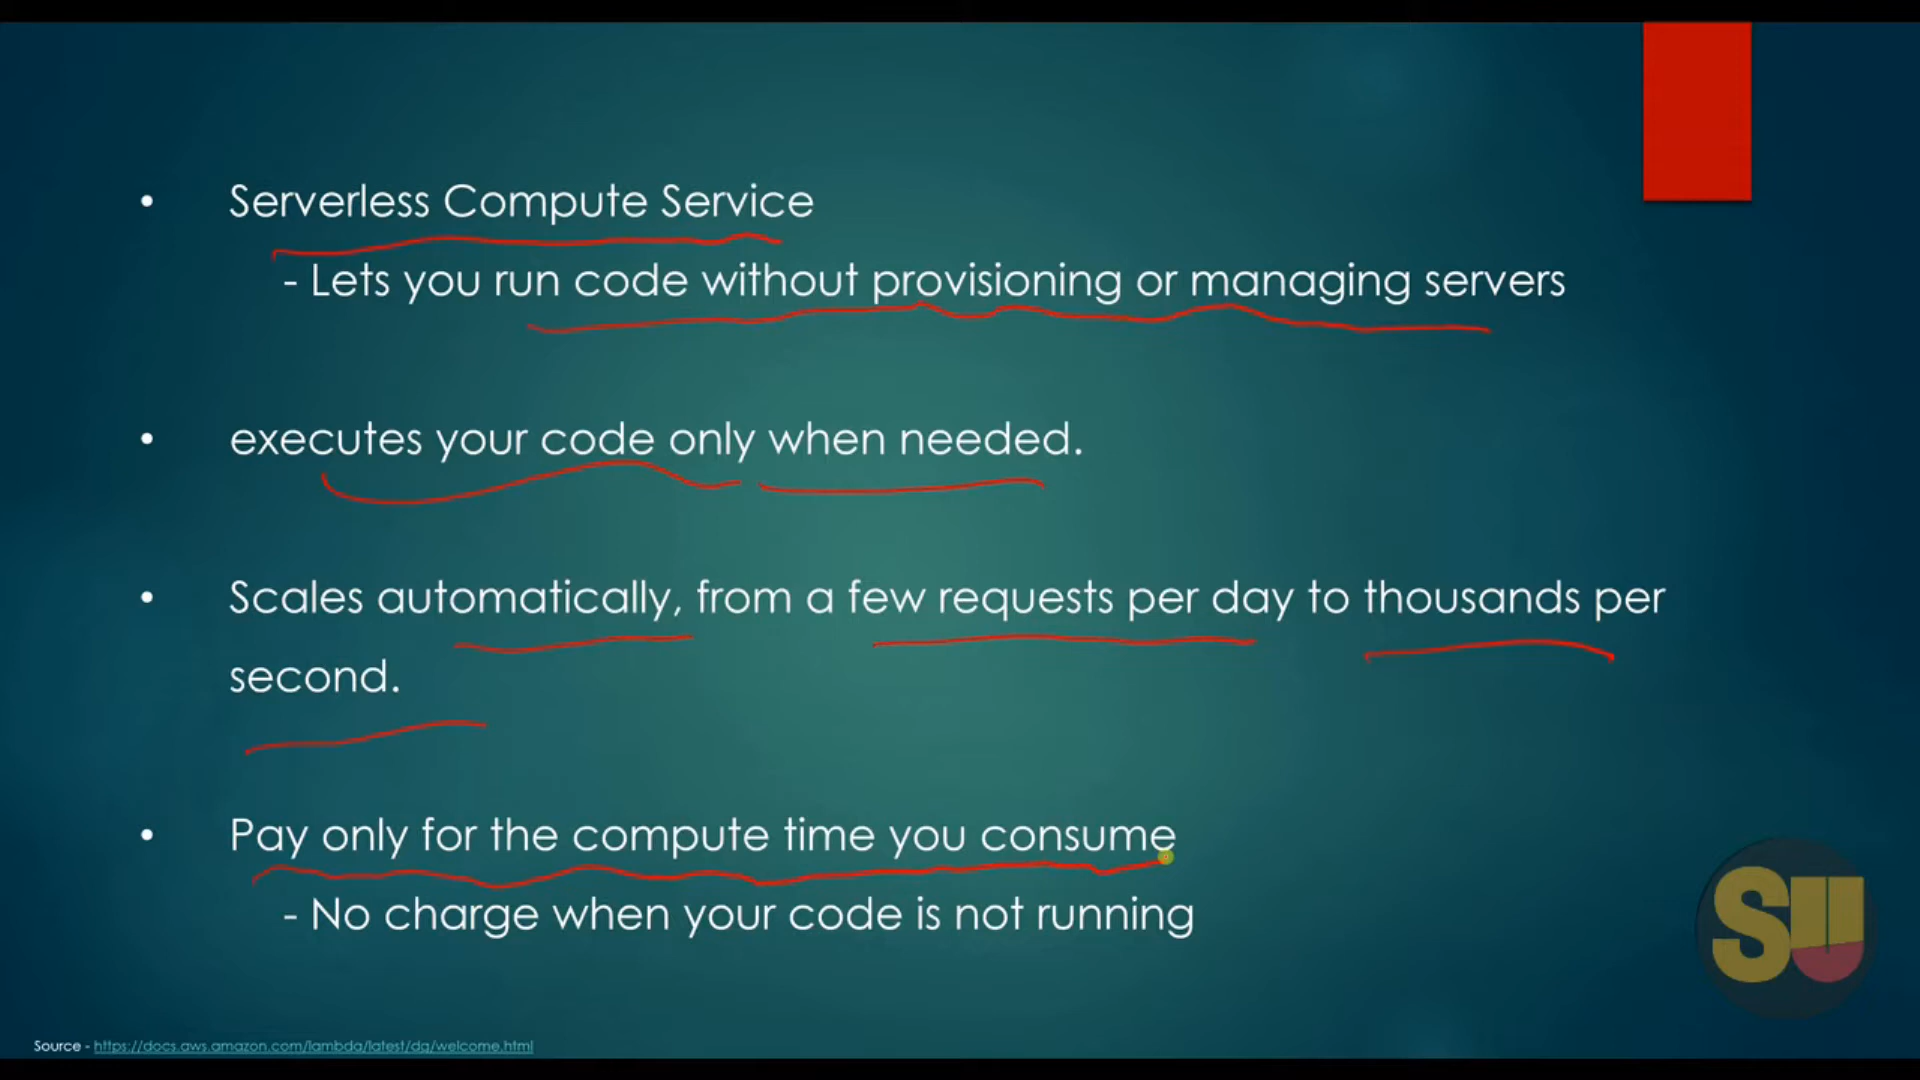 • Serverless Compute Service
- Lets you run code without provisioning or managing servers
• executes your code only when needed.
• Scales automatically, from a few requests per day to thousands per
second.
• Pay only for the compute time you consume
- No charge when your code is not running
SU
Source - https://docs.aws.amazon.com/lambda/latest/dg/welcome.html